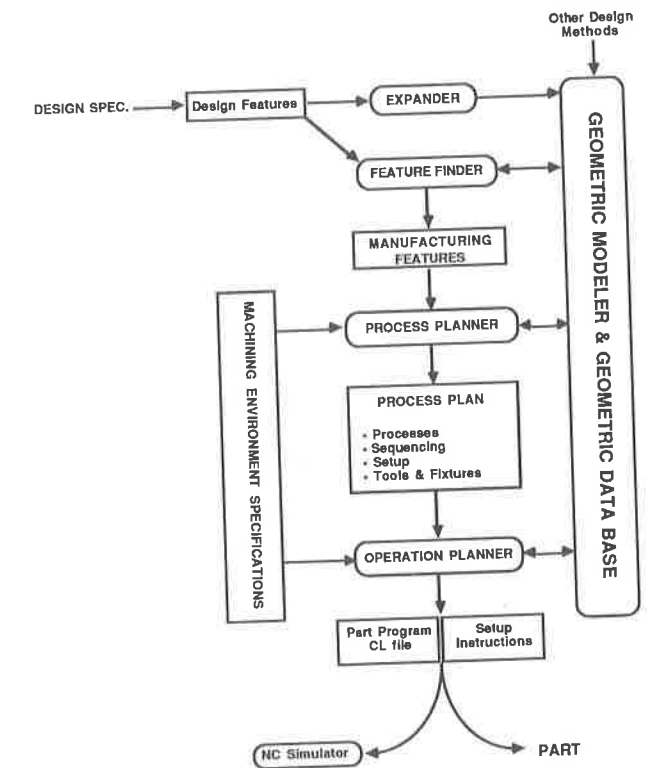 Other Design
Methods
DESIGN SPEC.
Design Features
EXPANDER
FEATURE FINDER
MANUFACTURING
FEATURES
PROCESS PLANNER
PROCESS PLAN
• Processes
• Sequencing
• Setup
• Tools & Fixtures
OPERATION PLANNER
Part Program
CL file
Setup
Instructions
NC Simulator
PART
MACHINING ENVIRONMENT SPECIFICATIONS
GEOMETRIC MODELER & GEOMETRIC DATA BASE